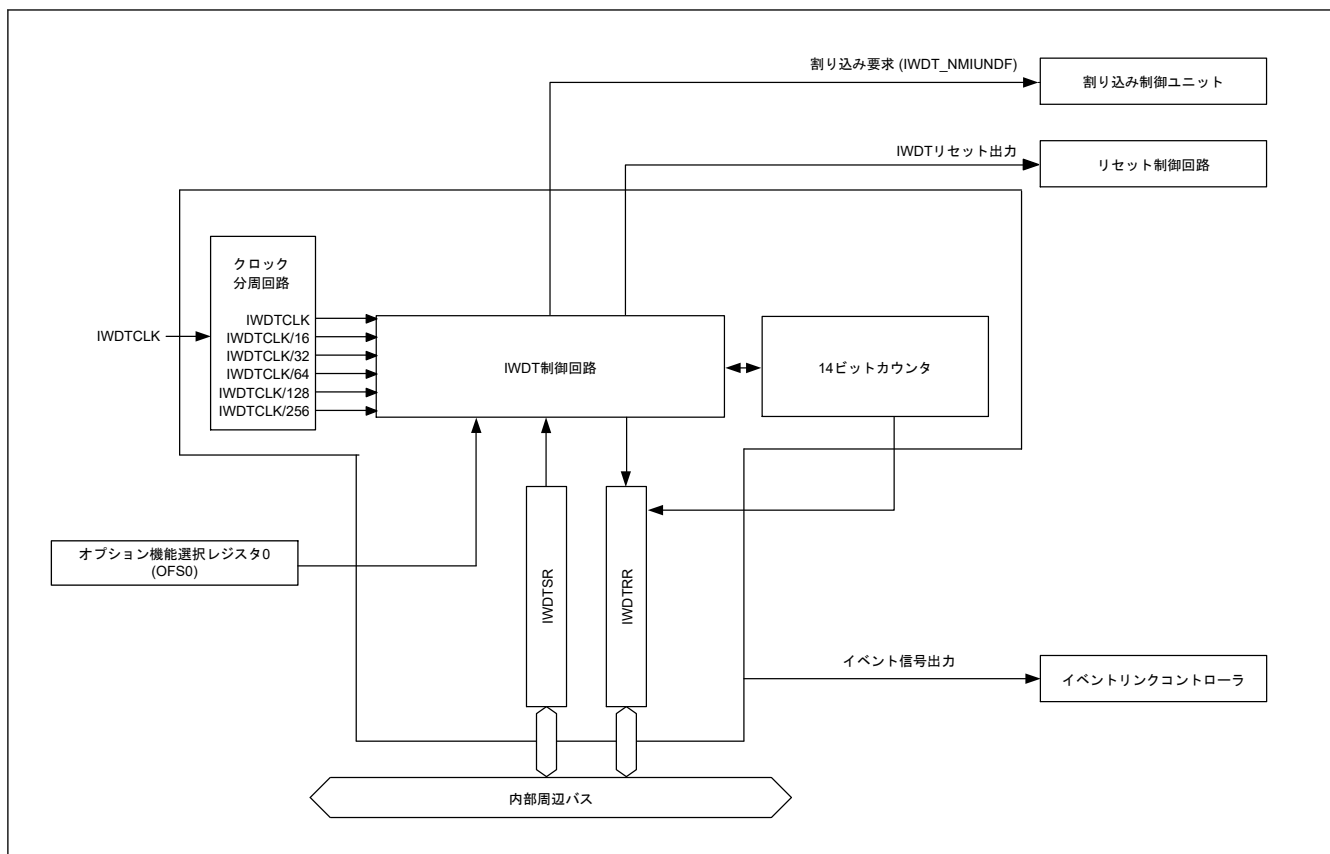 割り込み要求 (IWDT_NMIUNDF)
割り込み制御ユニット
IWDTリセット出力
リセット制御回路
クロック
分周回路
IWDTCLK
IWDTCLK
IWDTCLK/16
IWDTCLK/32
IWDTCLK/64
IWDTCLK/128
IWDTCLK/256
IWDT制御回路
14ビットカウンタ
オプション機能選択レジスタ0
(OFS0)
IWDTSR
IWDTRR
イベント信号出力
イベントリンクコントローラ
内部周辺バス